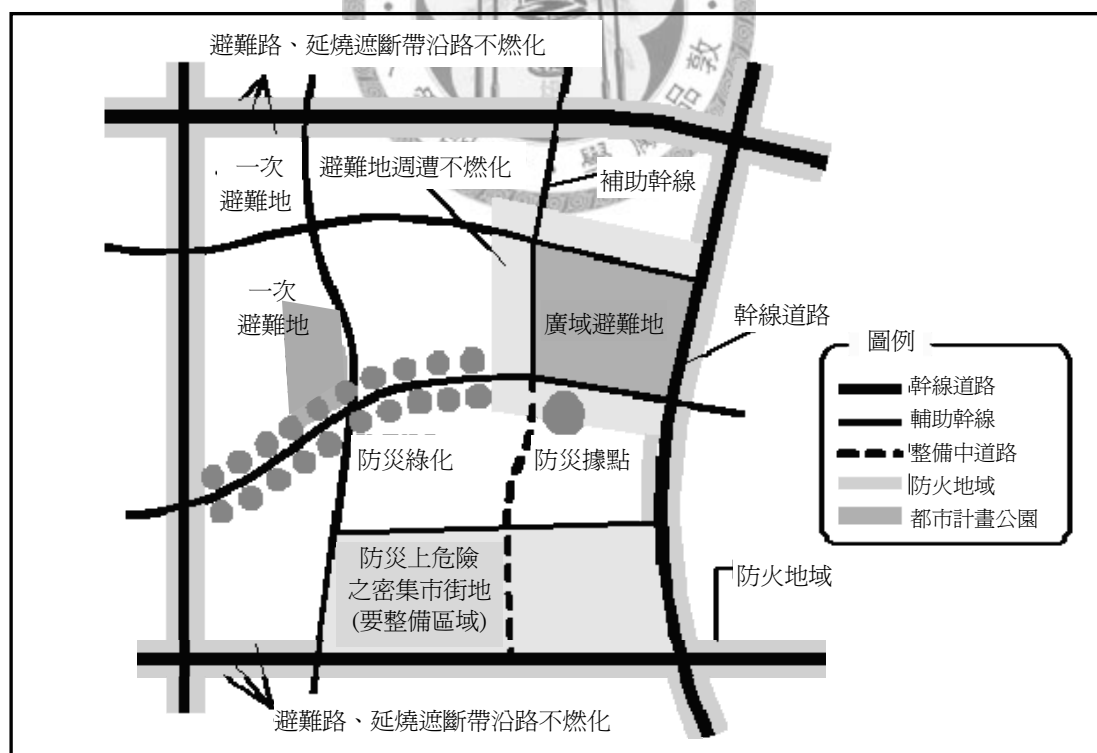 避難路、延燒遮斷帶沿路不燃化
敦
品
勵
學
愛
一次
避難地
避難地週遭不燃化
補助幹線
一次
避難地
廣域避難地
幹線道路
圖例
幹線道路
輔助幹線
整備中道路
防火地域
都市計畫公園
防災綠化
防災據點
防災上危險
之密集市街地
(要整備區域)
防火地域
避難路、延燒遮斷帶沿路不燃化